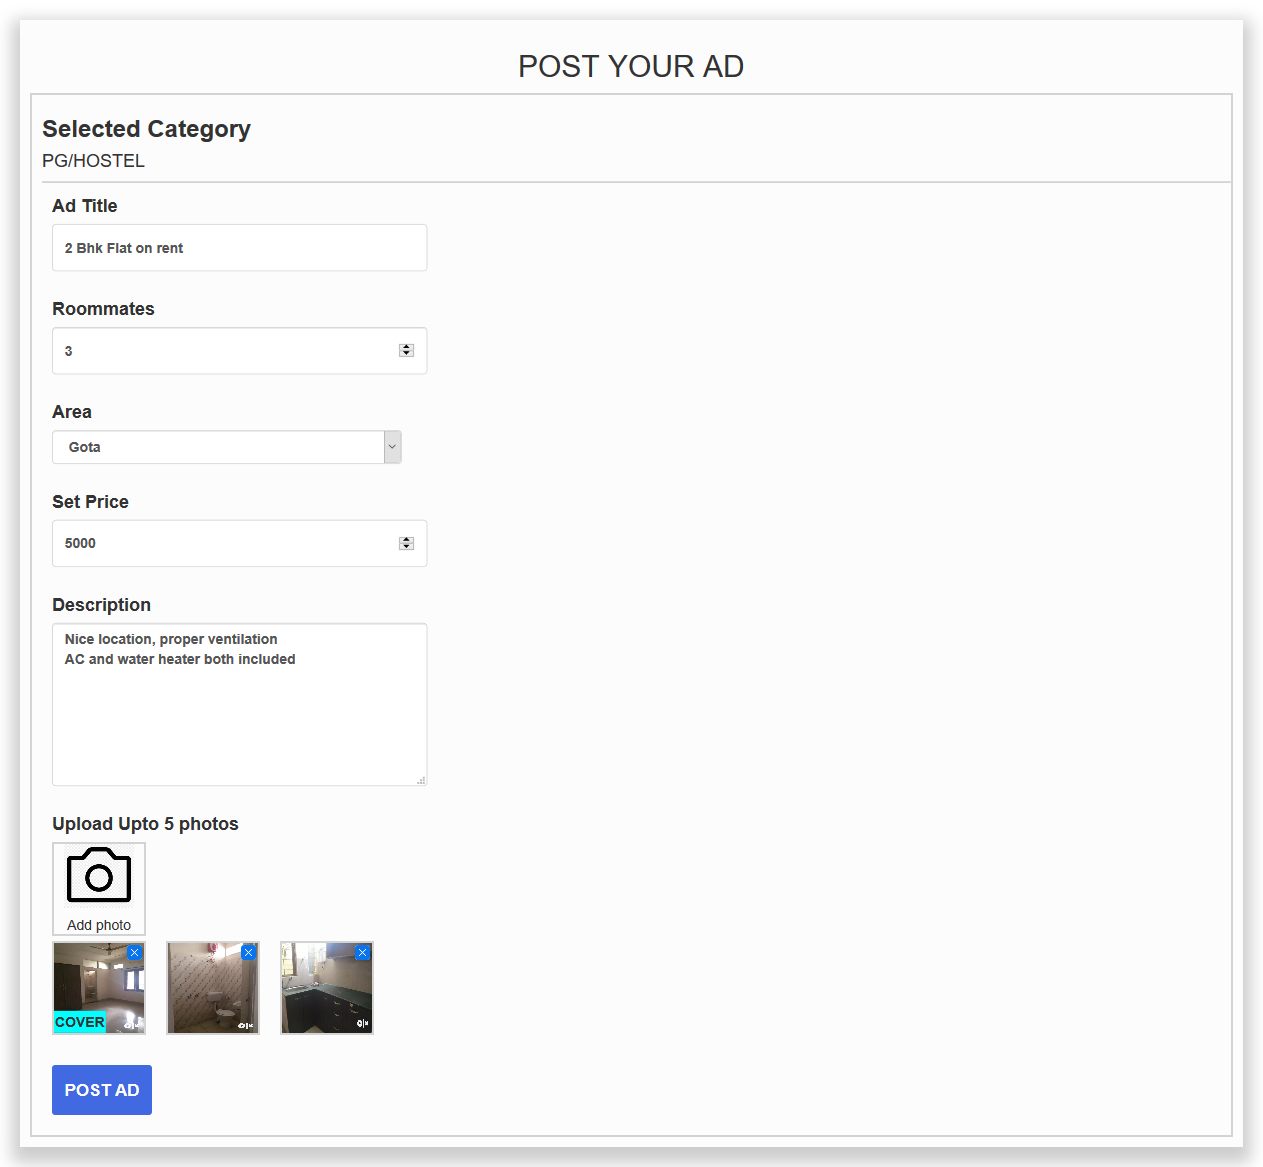 POST YOUR AD
Selected Category
PG/HOSTEL
Ad Title
2 Bhk Flat on rent
Roommates
3
Area
Gota
Set Price
5000
Description
Nice location, proper ventilation
AC and water heater both included
Upload Upto 5 photos
Add photo
COVER
POST AD